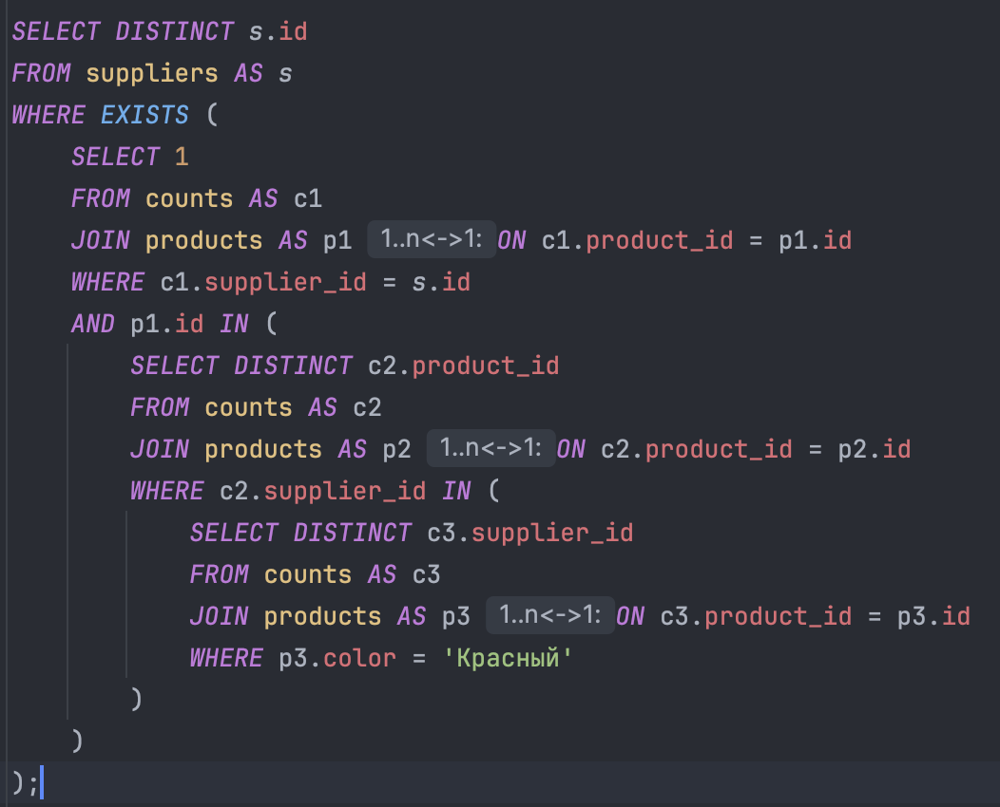 SELECT DISTINCT s.id
FROM suppliers AS s
WHERE EXISTS (
SELECT 1
FROM counts AS c1
JOIN products AS p1 1..n<->1: ON c1.product_id = p1.id
WHERE c1.supplier_id = s.id
AND p1.id IN (
SELECT DISTINCT c2.product_id
FROM counts AS c2
JOIN products AS p2 1..n<->1: ON c2.product_id = p2.id
WHERE c2.supplier_id IN (
SELECT DISTINCT c3.supplier_id
FROM counts AS c3
JOIN products AS p3 1..n<->1: ON c3.product_id = p3.id
WHERE p3.color = 'Красный'
)
)
);